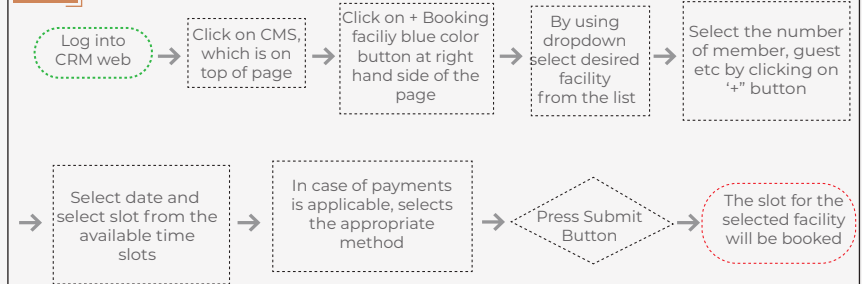 Log into
CRM web
Click on CMS,
which is on
top of page
Click on + Booking
faciliy blue color
button at right
hand side of the
page
By using
dropdown
select desired
facility
from the list
Select the number
of member, guest
etc by clicking on
‘+” button
Select date and
select slot from the
available time
slots
In case of payments
is applicable, selects
the appropriate
method
Press Submit
Button
The slot for the
selected facility
will be booked